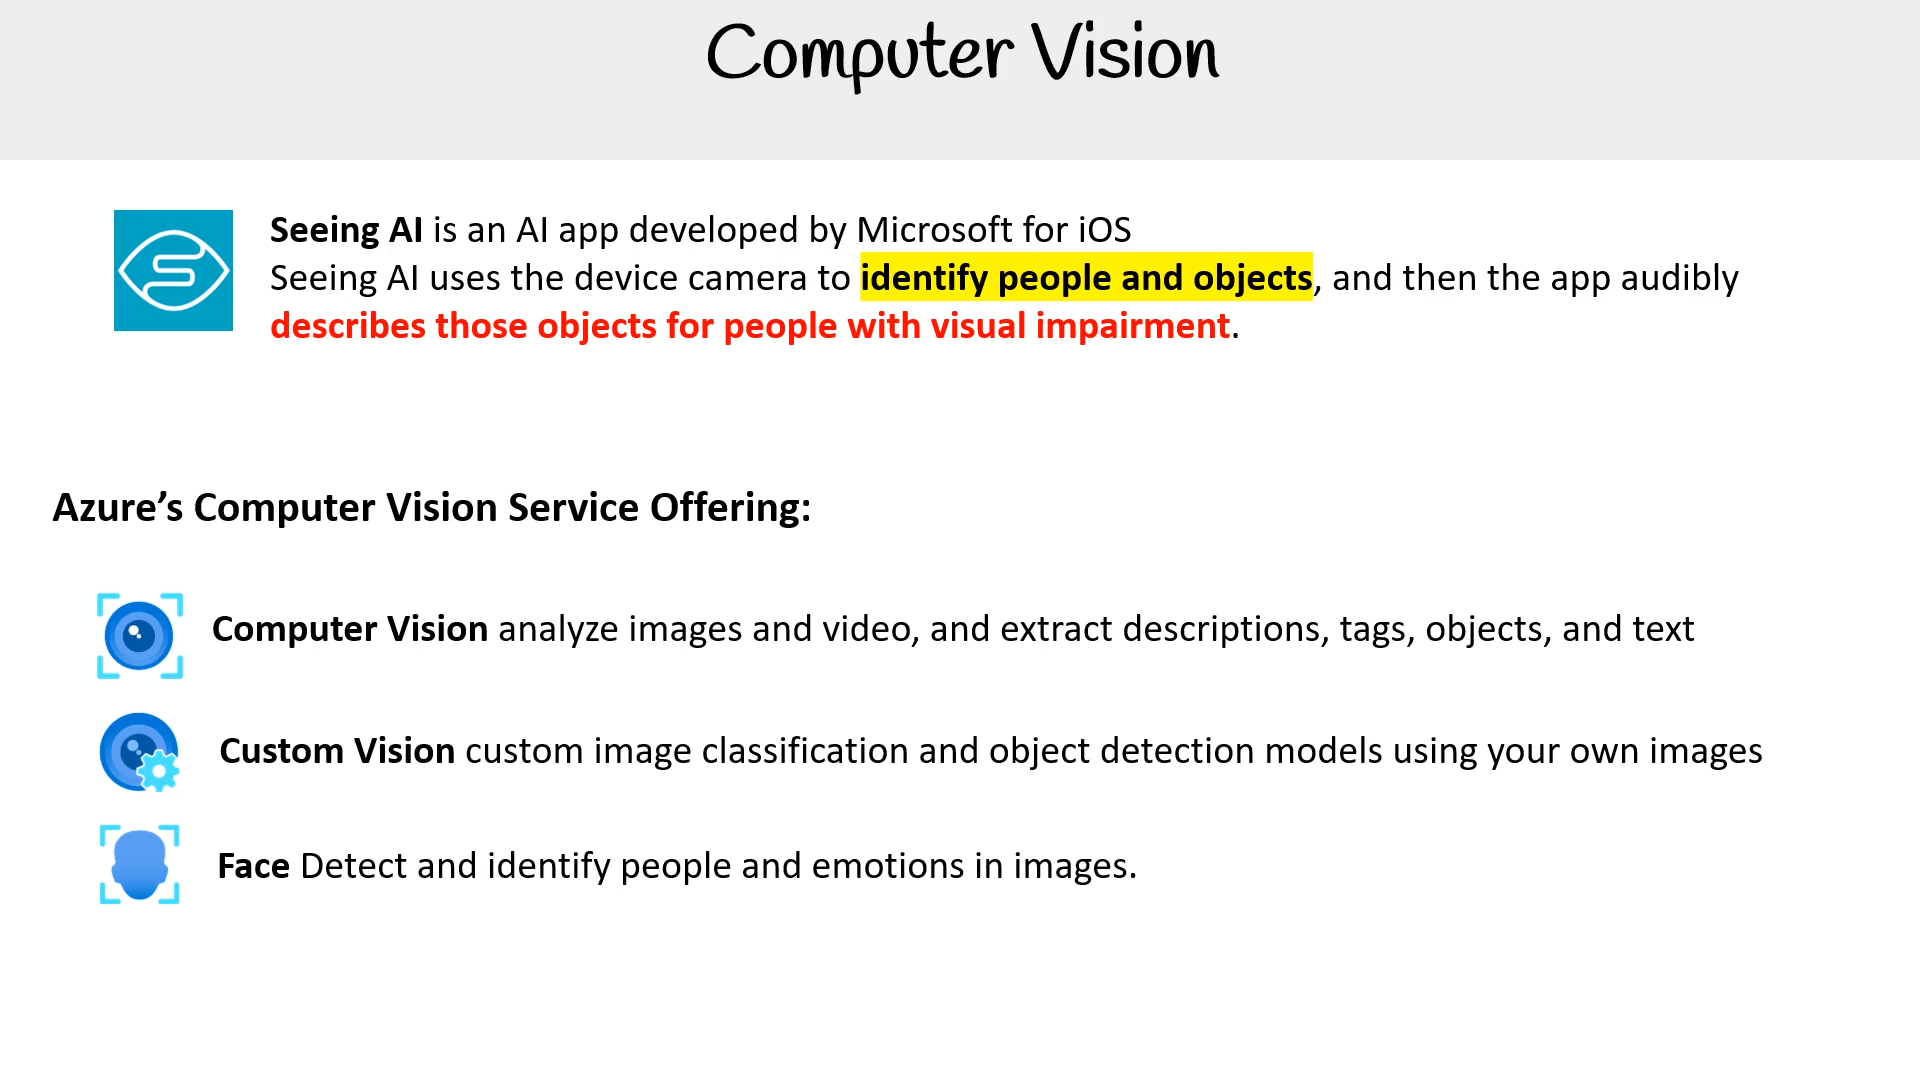 Computer Vision
Seeing AI is an AI app developed by Microsoft for iOS
Seeing AI uses the device camera to identify people and objects, and then the app audibly
describes those objects for people with visual impairment.
Azure’s Computer Vision Service Offering:
Computer Vision analyze images and video, and extract descriptions, tags, objects, and text
Custom Vision custom image classification and object detection models using your own images
Face Detect and identify people and emotions in images.